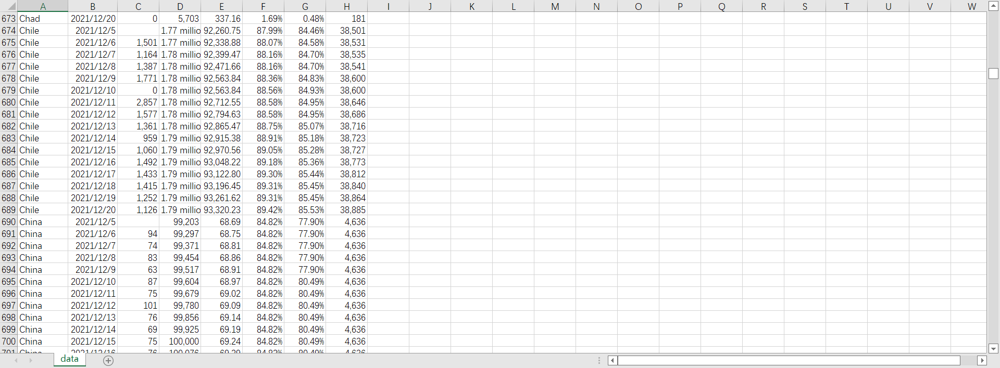 A B C D E F G H I J K L M N O P Q R S T U V W
673 Chad 2021/12/20 0 5,703 337.16 1.69% 0.48% 181
674 Chile 2021/12/5 1.77 millio 92,260.75 87.99% 84.46% 38,501
675 Chile 2021/12/6 1,501 1.77 millio 92,338.88 88.07% 84.58% 38,531
676 Chile 2021/12/7 1,164 1.78 millio 92,399.47 88.16% 84.70% 38,535
677 Chile 2021/12/8 1,387 1.78 millio 92,471.66 88.16% 84.70% 38,541
678 Chile 2021/12/9 1,771 1.78 millio 92,563.84 88.36% 84.83% 38,600
679 Chile 2021/12/10 0 1.78 millio 92,563.84 88.56% 84.93% 38,600
680 Chile 2021/12/11 2,857 1.78 millio 92,712.55 88.58% 84.95% 38,646
681 Chile 2021/12/12 1,577 1.78 millio 92,794.63 88.58% 84.95% 38,686
682 Chile 2021/12/13 1,361 1.78 millio 92,865.47 88.75% 85.07% 38,716
683 Chile 2021/12/14 959 1.79 millio 92,915.38 88.91% 85.18% 38,723
684 Chile 2021/12/15 1,060 1.79 millio 92,970.56 89.05% 85.28% 38,727
685 Chile 2021/12/16 1,492 1.79 millio 93,048.22 89.18% 85.36% 38,773
686 Chile 2021/12/17 1,433 1.79 millio 93,122.80 89.30% 85.44% 38,812
687 Chile 2021/12/18 1,415 1.79 millio 93,196.45 89.31% 85.45% 38,840
688 Chile 2021/12/19 1,252 1.79 millio 93,261.62 89.31% 85.45% 38,864
689 Chile 2021/12/20 1,126 1.79 millio 93,320.23 89.42% 85.53% 38,885
690 China 2021/12/5 99,203 68.69 84.82% 77.90% 4,636
691 China 2021/12/6 94 99,297 68.75 84.82% 77.90% 4,636
692 China 2021/12/7 74 99,371 68.81 84.82% 77.90% 4,636
693 China 2021/12/8 83 99,454 68.86 84.82% 77.90% 4,636
694 China 2021/12/9 63 99,517 68.91 84.82% 77.90% 4,636
695 China 2021/12/10 87 99,604 68.97 84.82% 80.49% 4,636
696 China 2021/12/11 75 99,679 69.02 84.82% 80.49% 4,636
697 China 2021/12/12 101 99,780 69.09 84.82% 80.49% 4,636
698 China 2021/12/13 76 99,856 69.14 84.82% 80.49% 4,636
699 China 2021/12/14 69 99,925 69.19 84.82% 80.49% 4,636
700 China 2021/12/15 75 100,000 69.24 84.82% 80.49% 4,636
701 China 2021/12/16 76 100,076 69.29 84.82% 80.49% 4,636
data